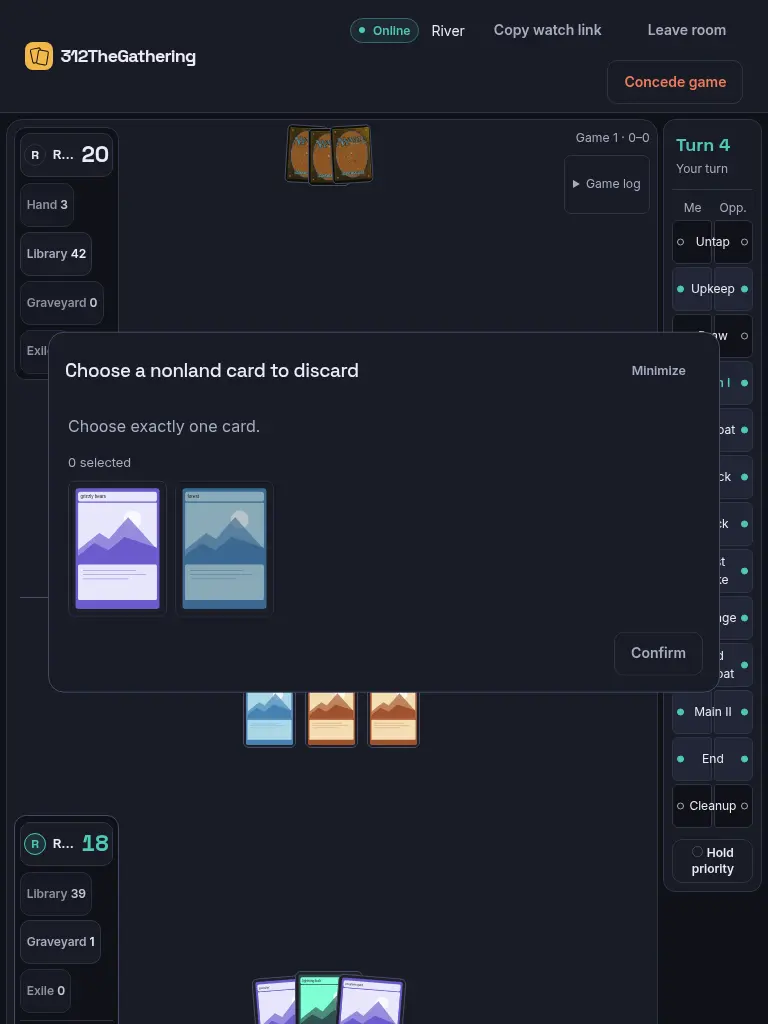 312TheGathering
Online
River
Copy watch link
Leave room
Concede game
R R... 20
Hand 3
Library 42
Graveyard 0
Exil
Game 1 · 0–0
Game log
Turn 4
Your turn
Me Opp.
Untap
Upkeep
Choose a nonland card to discard
Minimize
Choose exactly one card.
0 selected
grizzly bears
forest
Confirm
Main II
End
Cleanup
Hold
priority
R R... 18
Library 39
Graveyard 1
Exile 0